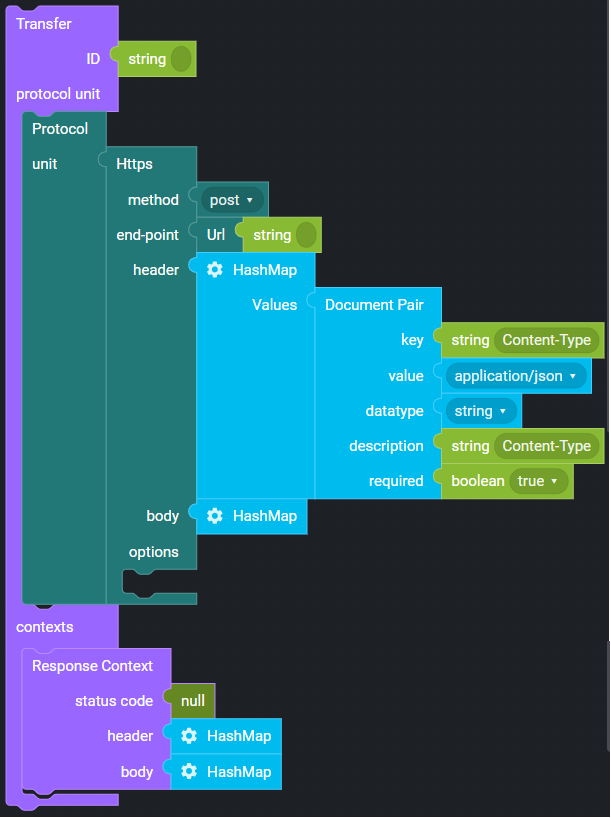 Transfer
ID string
protocol unit
Protocol
unit Https
method post
end-point Url string
header HashMap
Values Document Pair
key string Content-Type
value application/json
datatype string
description string Content-Type
required boolean true
body HashMap
options
contexts
Response Context
status code null
header HashMap
body HashMap